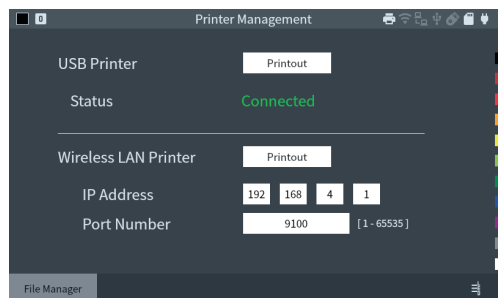 0 Printer Management
USB Printer Printout
Status Connected
Wireless LAN Printer Printout
IP Address 192 168 4 1
Port Number 9100 [ 1 - 65535 ]
File Manager